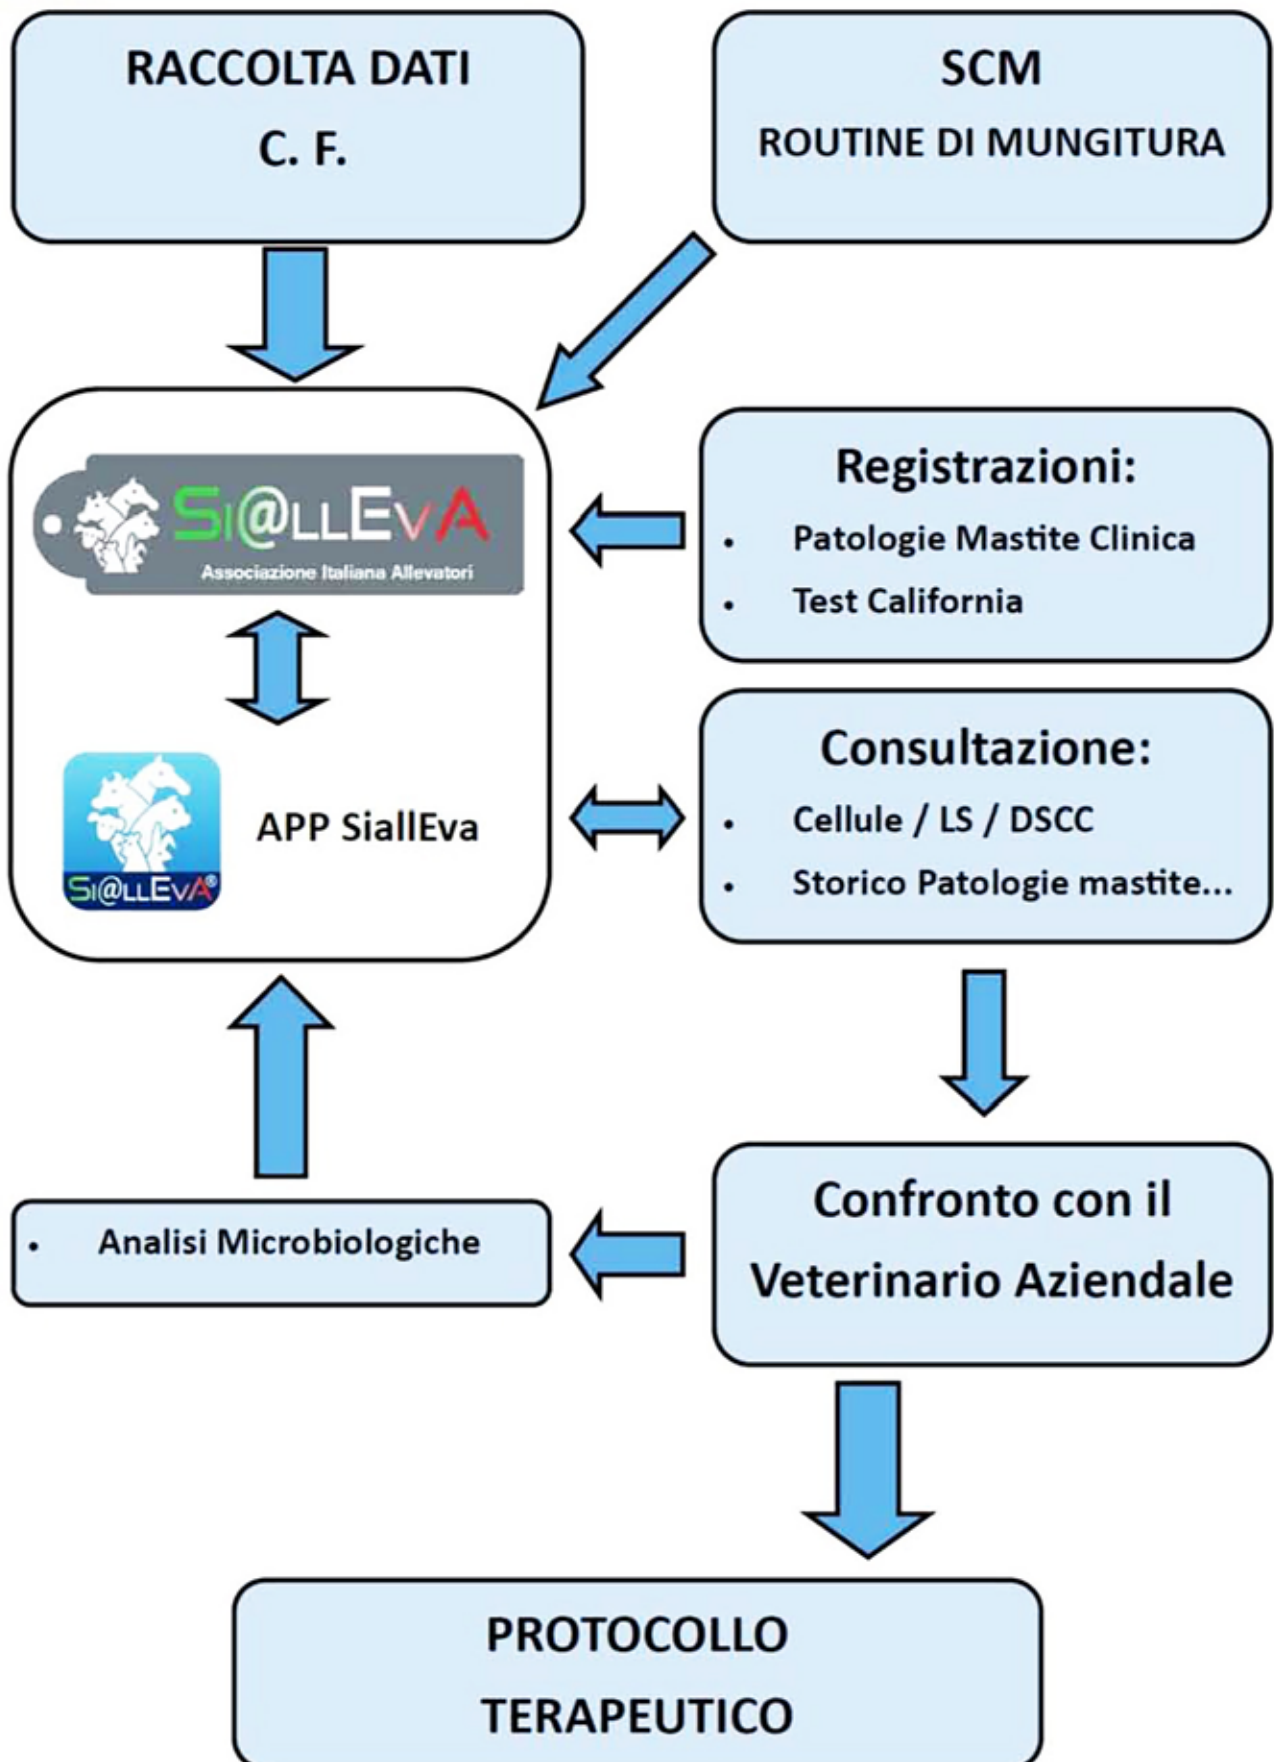 RACCOLTA DATI
C. F.
SCM
ROUTINE DI MUNGITURA
SI@LLEVA
Associazione Italiana Allevatori
Registrazioni:
• Patologie Mastite Clinica
• Test California
APP SiallEva
SI@LLEVA®
Consultazione:
• Cellule / LS / DSCC
• Storico Patologie mastite...
• Analisi Microbiologiche
Confronto con il
Veterinario Aziendale
PROTOCOLLO
TERAPEUTICO